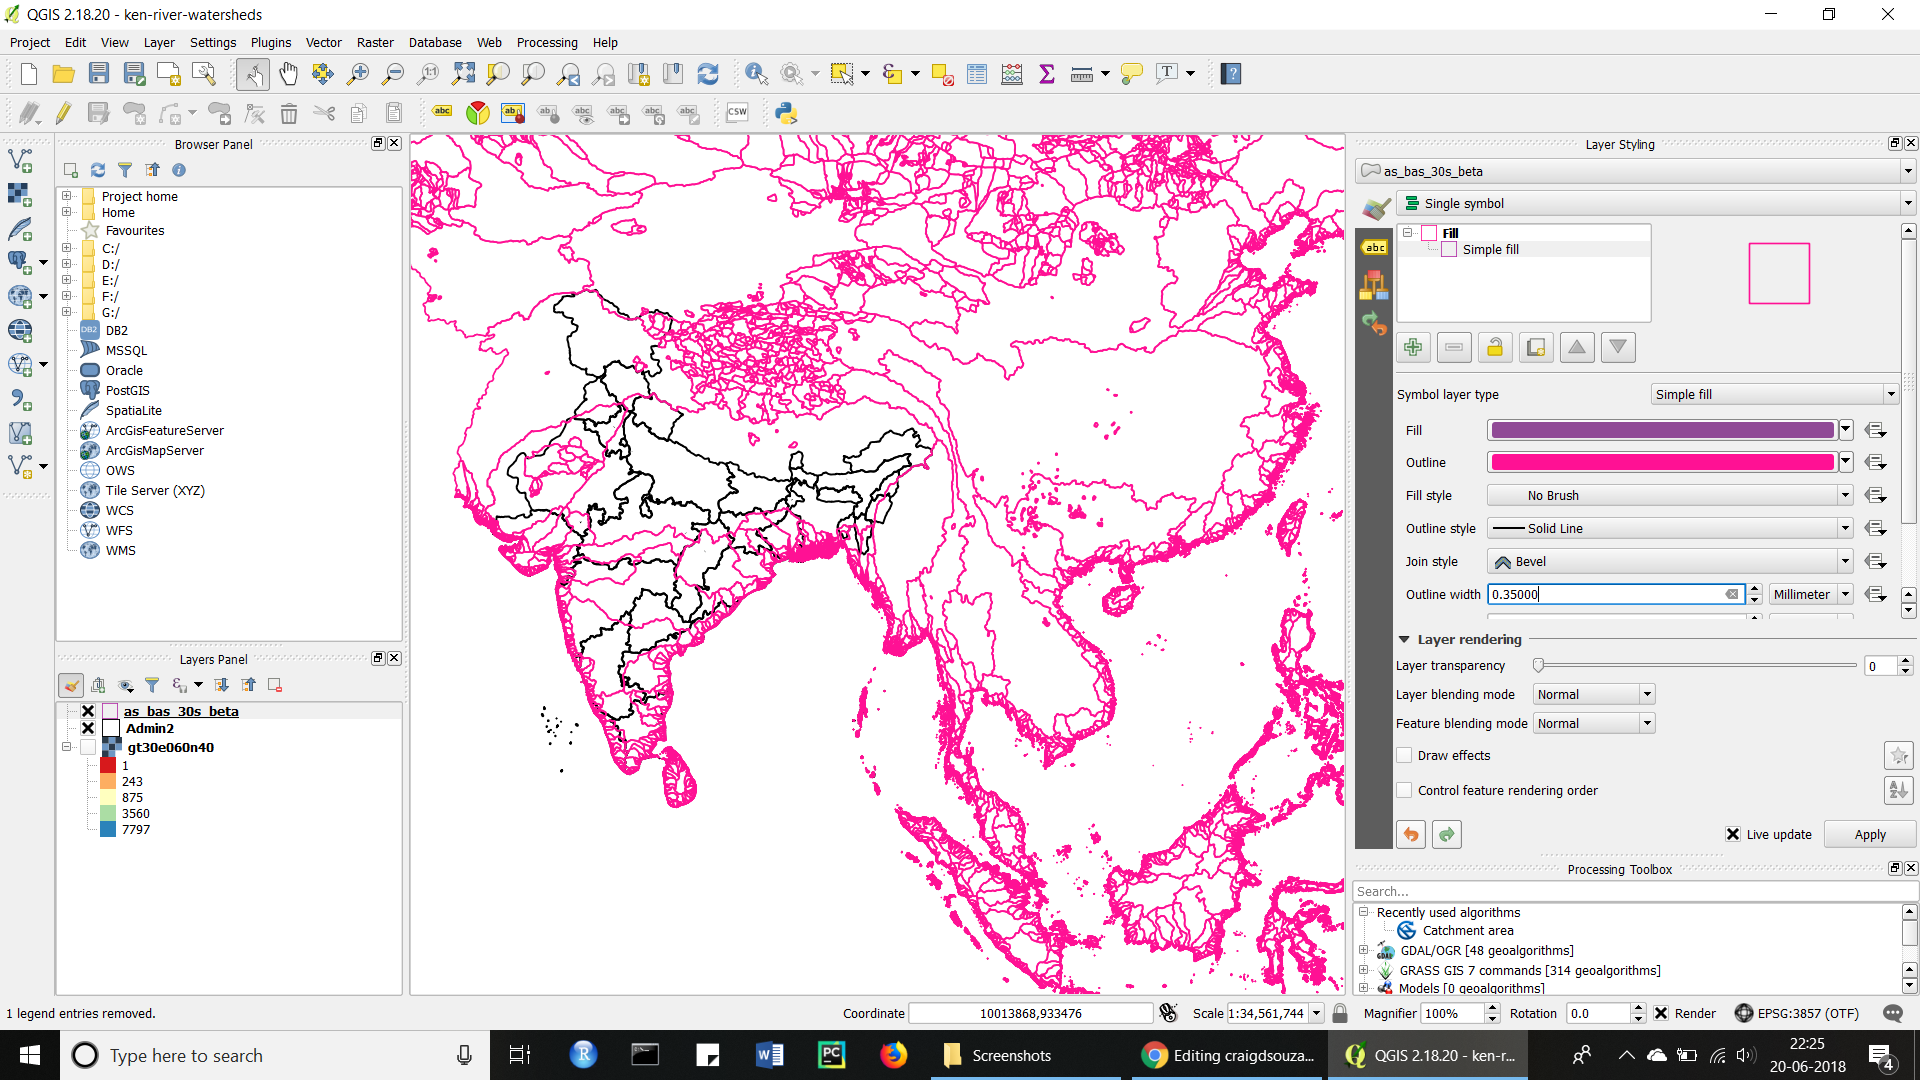 QGIS 2.18.20 - ken-river-watersheds
Project Edit View Layer Settings Plugins Vector Raster Database Web Processing Help
Browser Panel
Project home
Home
Favourites
C:/
D:/
E:/
F:/
G:/
DB2
MSSQL
Oracle
PostGIS
SpatiaLite
ArcGisFeatureServer
ArcGisMapServer
OWS
Tile Server (XYZ)
WCS
WFS
WMS
Layers Panel
as_bas_30s_beta
Admin2
gt30e060n40
1
243
875
3560
7797
Layer Styling
as_bas_30s_beta
Single symbol
Fill
Simple fill
Symbol layer type Simple fill
Fill
Outline
Fill style No Brush
Outline style Solid Line
Join style Bevel
Outline width 0.35000 Millimeter
Layer rendering
Layer transparency 0
Layer blending mode Normal
Feature blending mode Normal
Draw effects
Control feature rendering order
Live update Apply
Processing Toolbox
Search...
Recently used algorithms
Catchment area
GDAL/OGR [48 geoalgorithms]
GRASS GIS 7 commands [314 geoalgorithms]
Models [0 geoalgorithms]
1 legend entries removed. Coordinate 10013868,933476 Scale 1:34,561,744 Magnifier 100% Rotation 0.0 Render EPSG:3857 (OTF)
Type here to search Screenshots Editing craigdsouza... QGIS 2.18.20 - ken-r...
22:25
20-06-2018
4